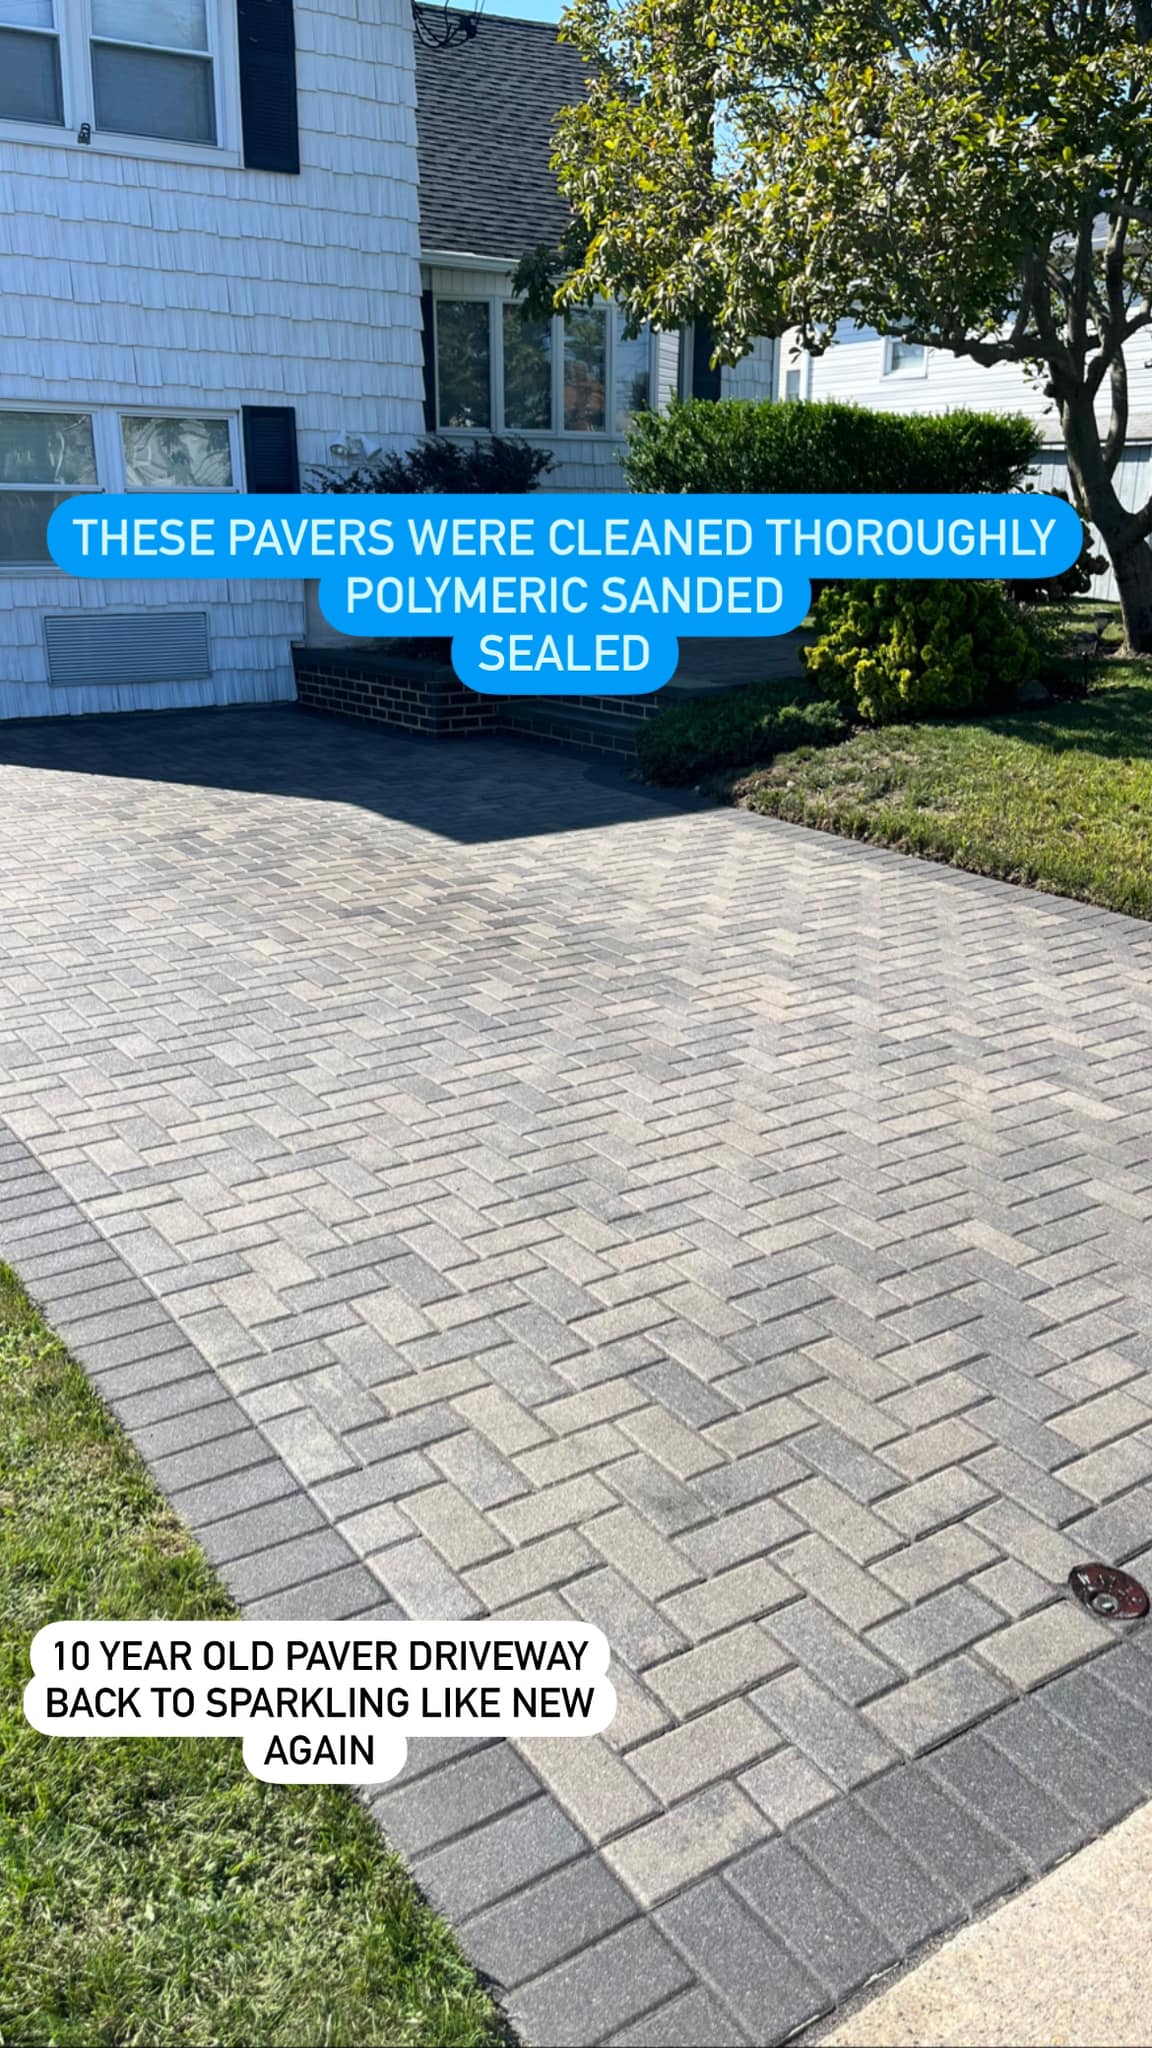 THESE PAVERS WERE CLEANED THOROUGHLY
POLYMERIC SANDED
SEALED
10 YEAR OLD PAVER DRIVEWAY
BACK TO SPARKLING LIKE NEW
AGAIN